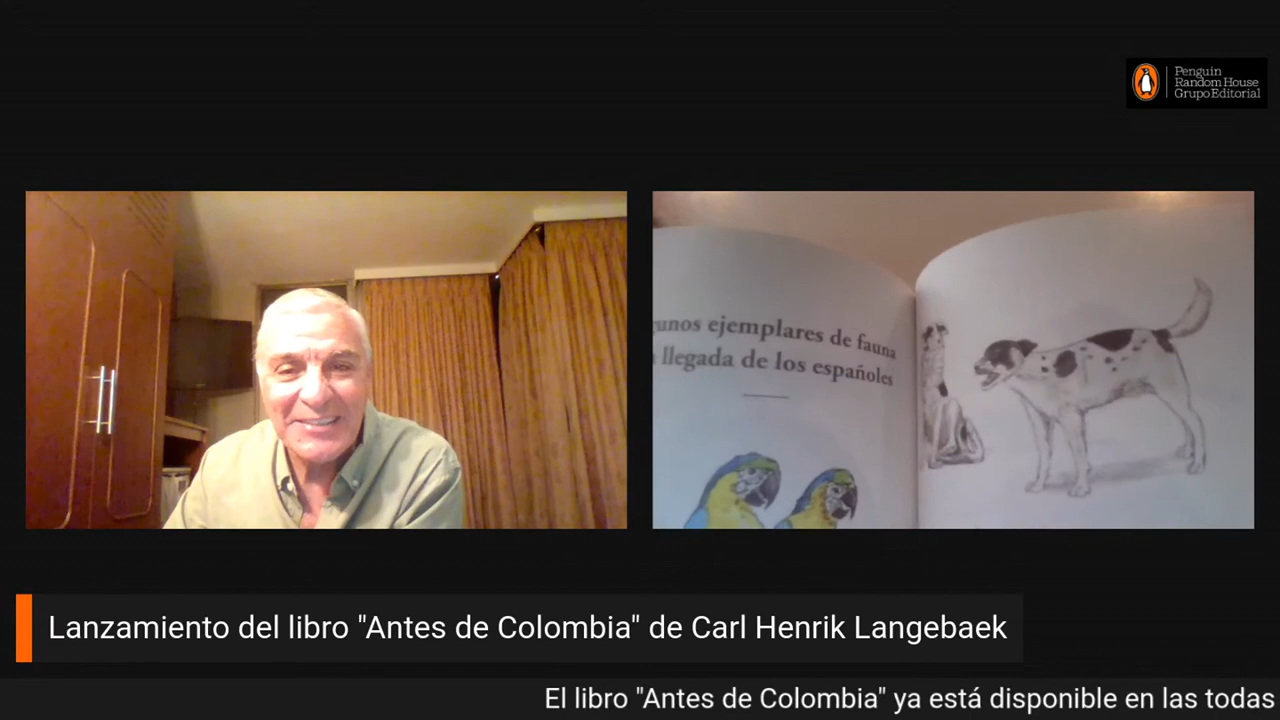 Penguin
Random House
Grupo Editorial
ejemplares de fauna
llegada de los españoles
Lanzamiento del libro "Antes de Colombia" de Carl Henrik Langebaek
El libro "Antes de Colombia" ya está disponible en las todas